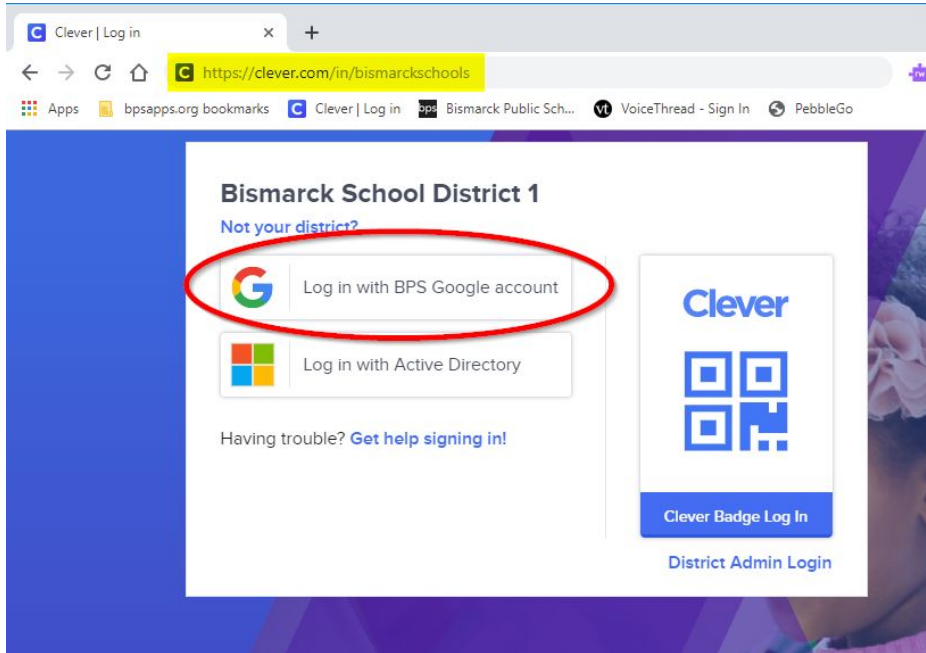 Clever | Log in
https://clever.com/in/bismarckschools
Apps bpsapps.org bookmarks Clever | Log in bps Bismarck Public Sch... vt VoiceThread - Sign In PebbleGo
Bismarck School District 1
Not your district?
Log in with BPS Google account
Log in with Active Directory
Having trouble? Get help signing in!
Clever
Clever Badge Log In
District Admin Login